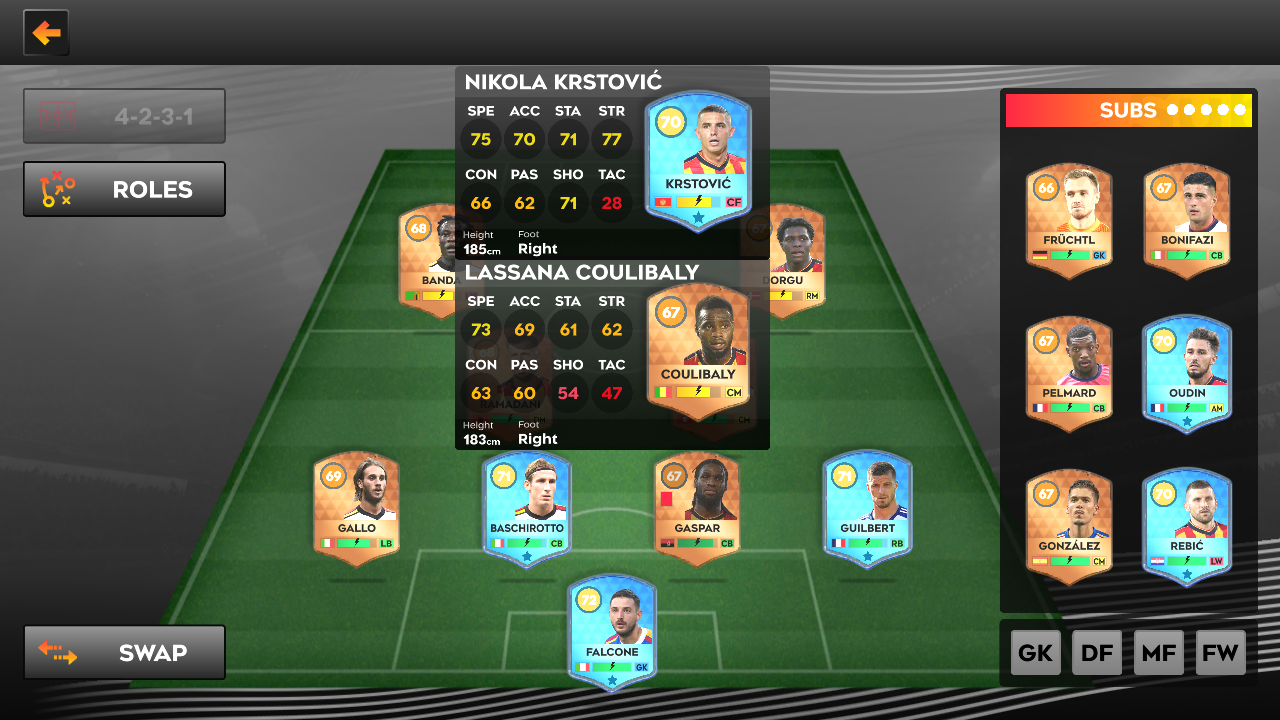 4-2-3-1
ROLES
NIKOLA KRSTOVIĆ
SPE ACC STA STR
75 70 71 77
CON PAS SHO TAC
66 62 71 28
Height Foot
185cm Right
70
KRSTOVIĆ
CF
LASSANA COULIBALY
SPE ACC STA STR
73 69 61 62
CON PAS SHO TAC
63 60 54 47
Height Foot
183cm Right
67
COULIBALY
CM
68
BANDA
67
DORGU
RM
RAMADANI
CM
69
GALLO
LB
71
BASCHIROTTO
CB
67
GASPAR
CB
71
GUILBERT
RB
72
FALCONE
GK
SUBS
66
FRÜCHTL
GK
67
BONIFAZI
CB
67
PELMARD
CB
70
OUDIN
AM
67
GONZÁLEZ
CM
70
REBIĆ
LW
SWAP
GK DF MF FW